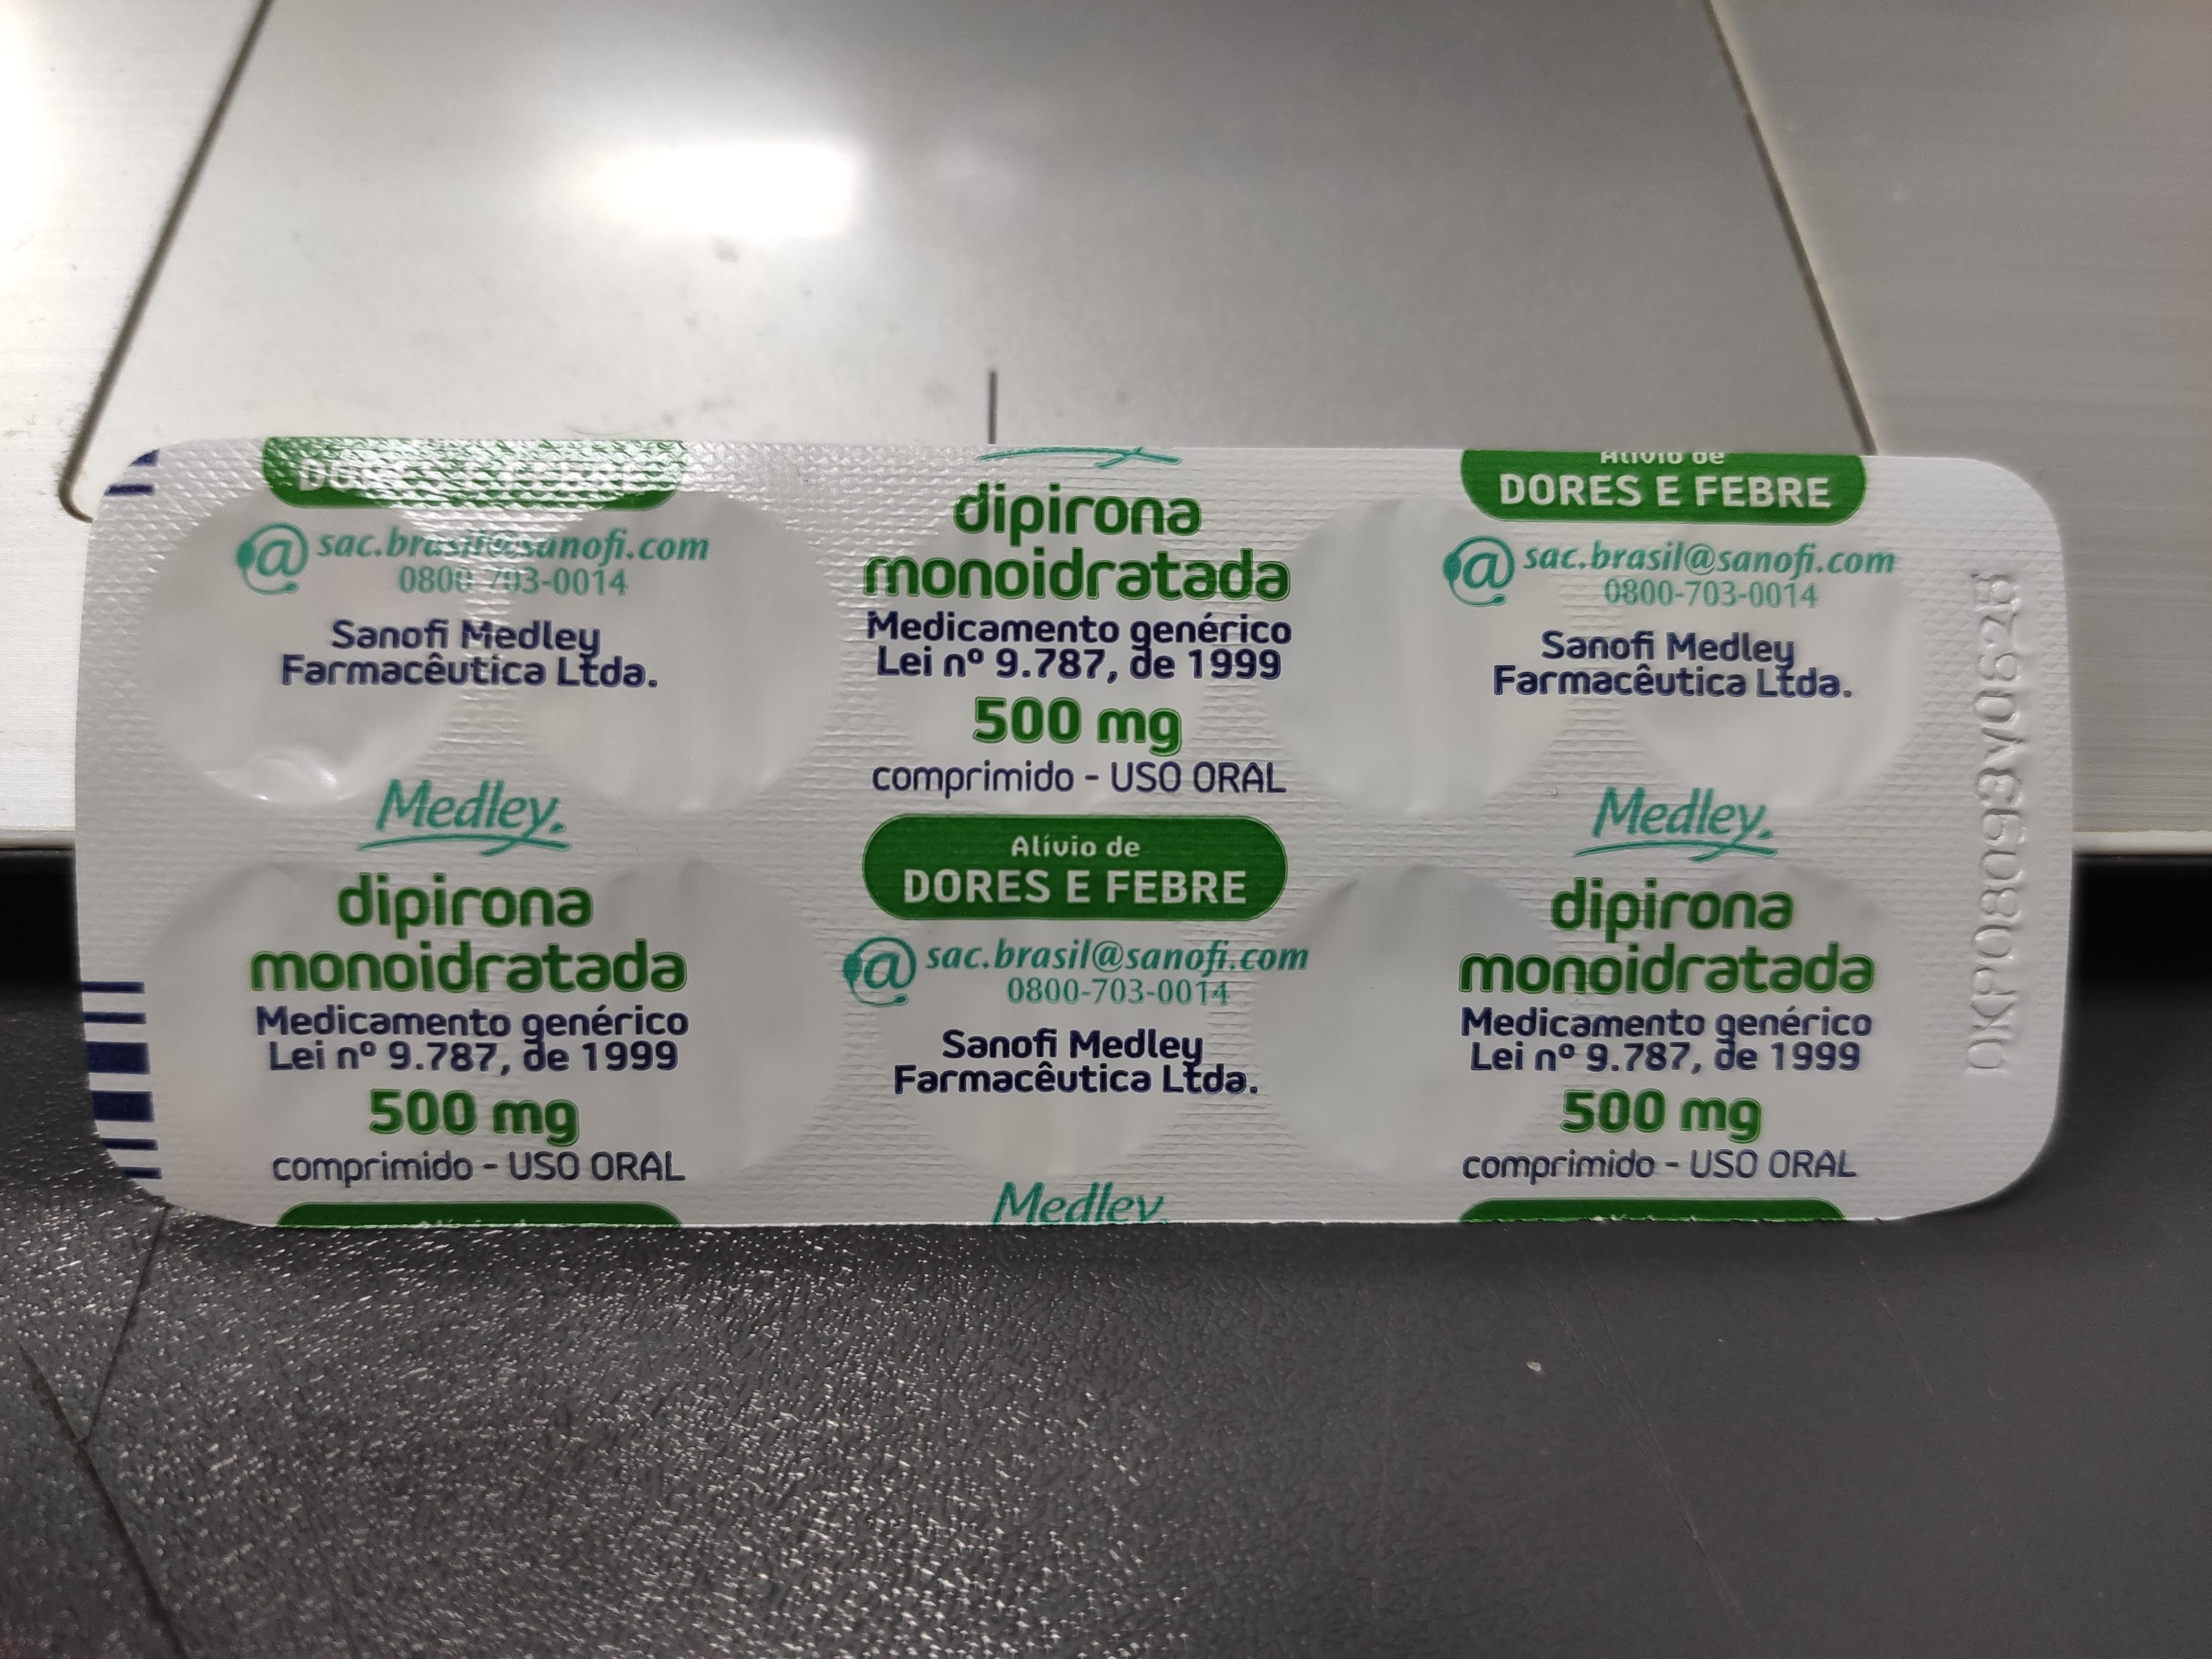 DORES E FEBRE
sac.brasil@sanofi.com
0800-703-0014
Sanofi Medley
Farmacêutica Ltda.
Medley.
dipirona
monoidratada
Medicamento genérico
Lei nº 9.787, de 1999
500 mg
comprimido - USO ORAL
dipirona
monoidratada
Medicamento genérico
Lei nº 9.787, de 1999
500 mg
comprimido - USO ORAL
Alívio de
DORES E FEBRE
sac.brasil@sanofi.com
0800-703-0014
Sanofi Medley
Farmacêutica Ltda.
Medley
Alívio de
DORES E FEBRE
sac.brasil@sanofi.com
0800-703-0014
Sanofi Medley
Farmacêutica Ltda.
Medley.
dipirona
monoidratada
Medicamento genérico
Lei nº 9.787, de 1999
500 mg
comprimido - USO ORAL